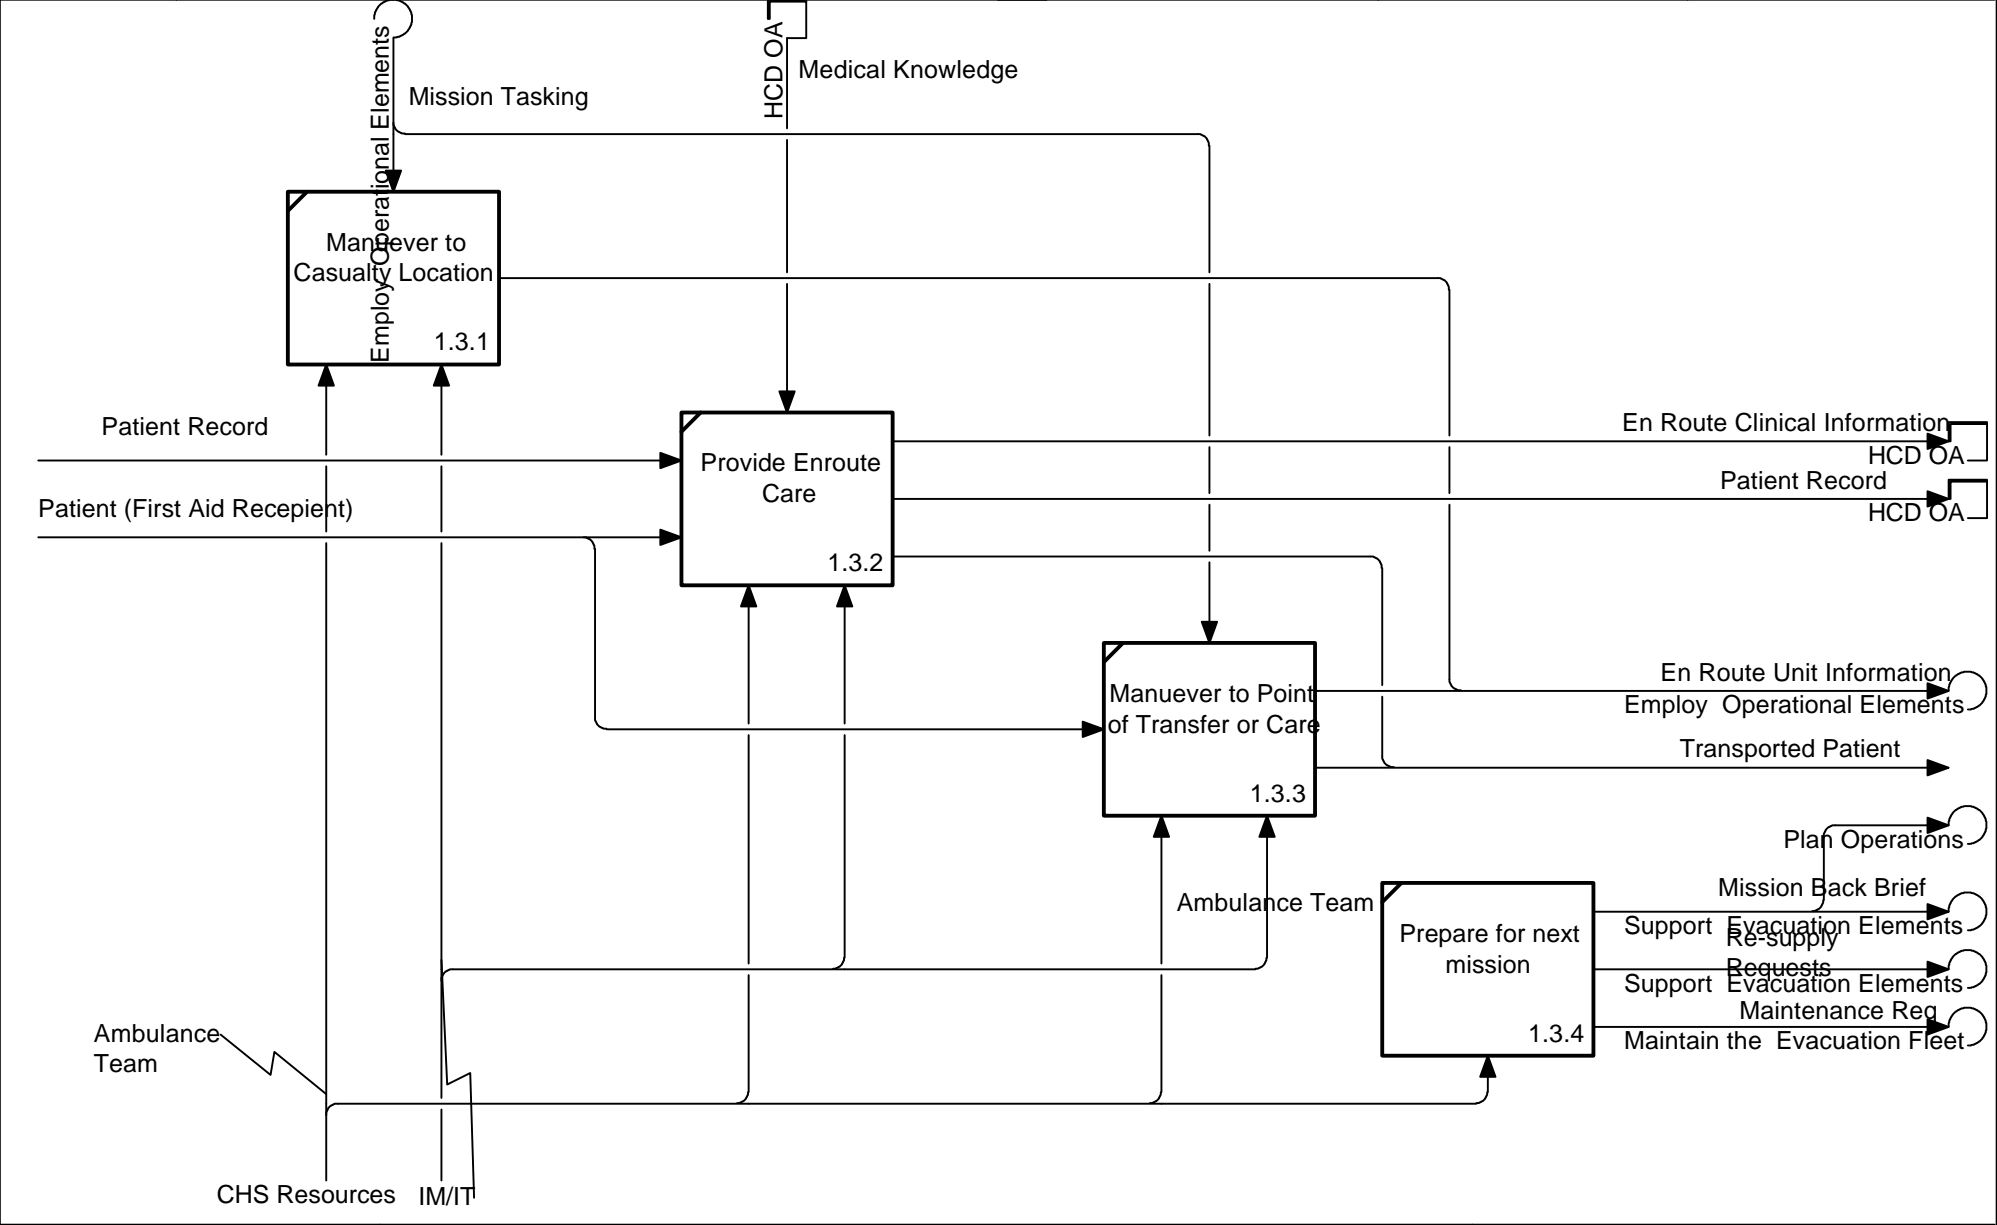 Employ Operational Elements
Mission Tasking
HCD OA
Medical Knowledge
Manuever to
Casualty Location
1.3.1
Patient Record
Patient (First Aid Recepient)
Provide Enroute
Care
1.3.2
En Route Clinical Information
HCD OA
Patient Record
HCD OA
Manuever to Point
of Transfer or Care
1.3.3
En Route Unit Information
Employ  Operational Elements
Transported Patient
Plan Operations
Ambulance Team
Prepare for next
mission
1.3.4
Mission Back Brief
Support  Evacuation Elements
Re-supply
Requests
Support  Evacuation Elements
Maintenance Req
Maintain the  Evacuation Fleet
Ambulance
Team
CHS Resources
IM/IT